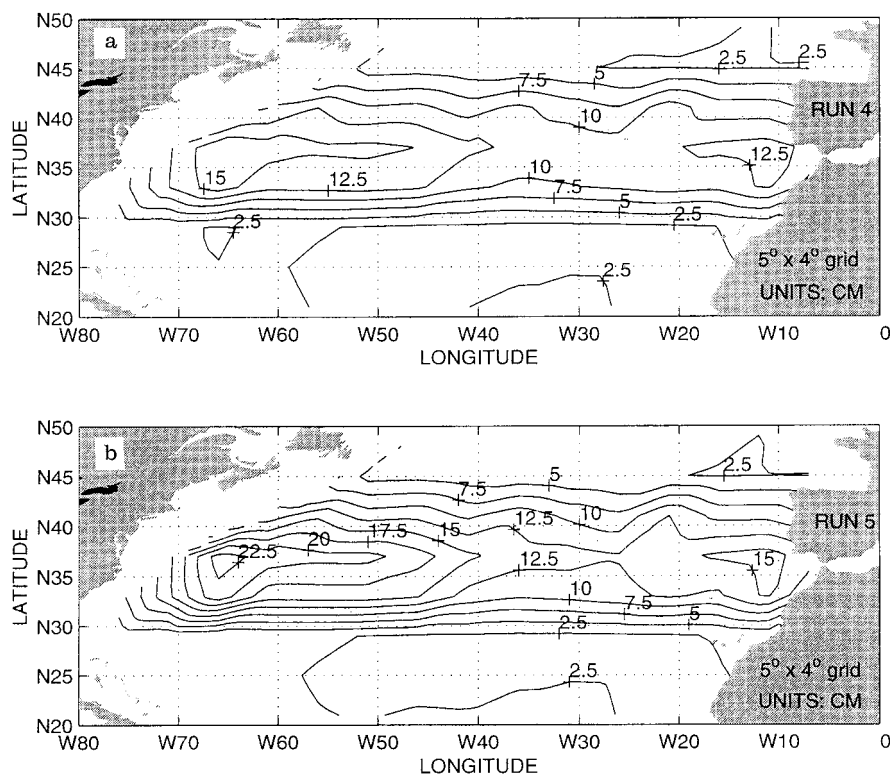 a
N50
N45
N40
N35
N30
N25
N20
LATITUDE
2.5
2.5
7.5
5
10
RUN 4
15
12.5
10
12.5
7.5
5
2.5
2.5
2.5
5° x 4° grid
UNITS: CM
W80
W70
W60
W50
W40
W30
W20
W10
0
LONGITUDE
b
N50
N45
N40
N35
N30
N25
N20
LATITUDE
2.5
7.5
5
22.5
20
17.5
15
12.5
10
RUN 5
12.5
15
10
7.5
5
2.5
2.5
5° x 4° grid
UNITS: CM
W80
W70
W60
W50
W40
W30
W20
W10
0
LONGITUDE